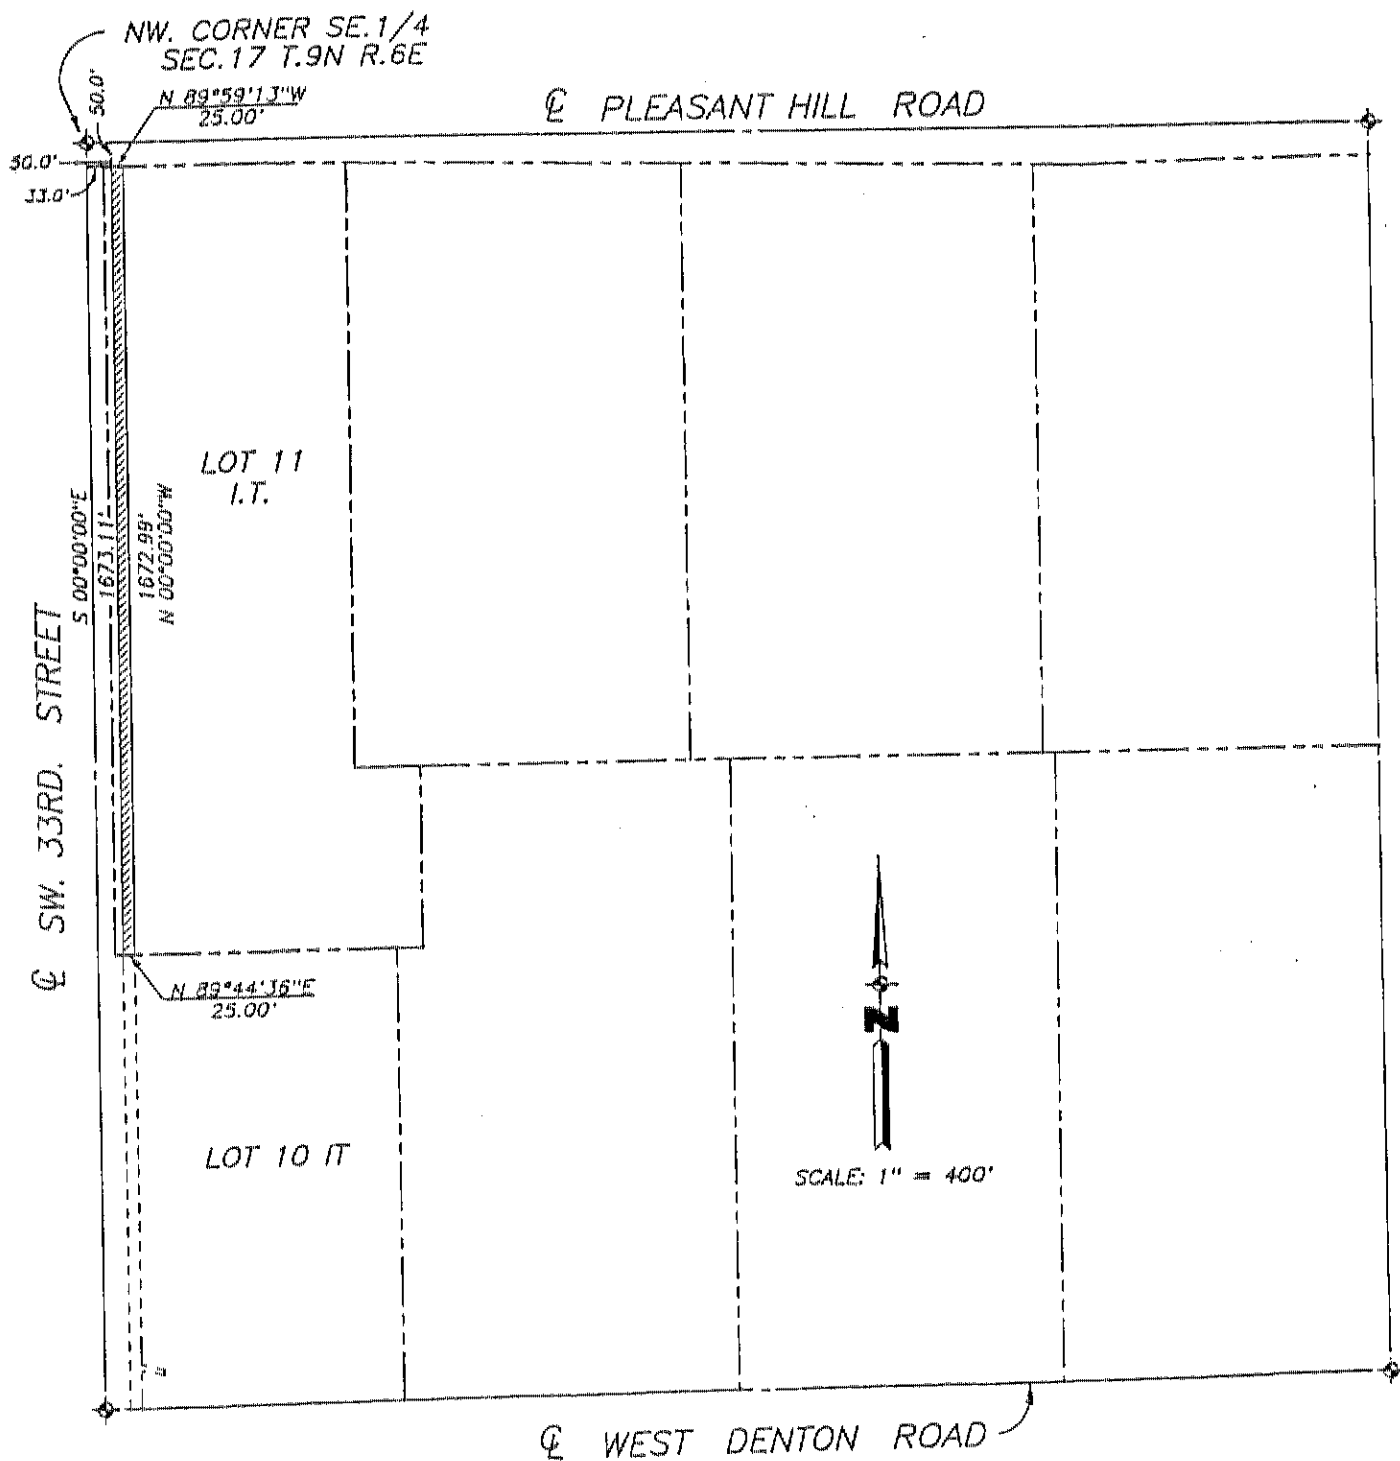 NW. CORNER SE.1/4
SEC.17 T.9N R.6E
50.0'
N 89°59'13"W
25.00'
℄ PLEASANT HILL ROAD
50.0'
33.0'
LOT 11
I.T.
S 00°00'00"E
1673.11'
1672.99'
N 00°00'00"W
℄ SW. 33RD. STREET
N 89°44'36"E
25.00'
N
LOT 10 IT
SCALE: 1" = 400'
℄ WEST DENTON ROAD